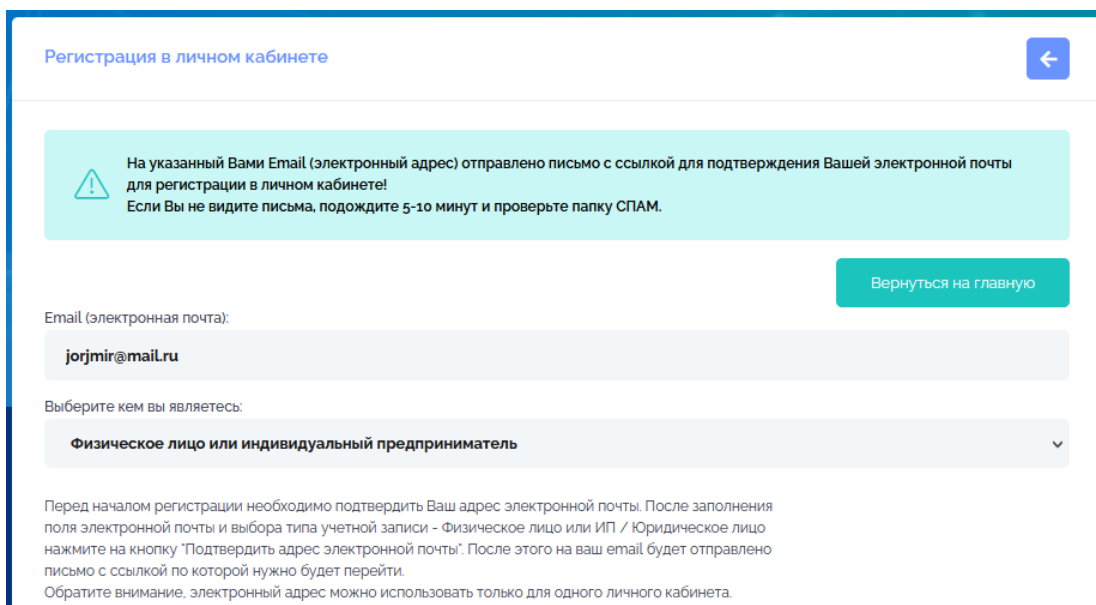 Регистрация в личном кабинете
На указанный Вами Email (электронный адрес) отправлено письмо с ссылкой для подтверждения Вашей электронной почты
для регистрации в личном кабинете!
Если Вы не видите письма, подождите 5-10 минут и проверьте папку СПАМ.
Вернуться на главную
Email (электронная почта):
jorjmir@mail.ru
Выберите кем вы являетесь:
Физическое лицо или индивидуальный предприниматель
Перед началом регистрации необходимо подтвердить Ваш адрес электронной почты. После заполнения
поля электронной почты и выбора типа учетной записи - Физическое лицо или ИП / Юридическое лицо
нажмите на кнопку "Подтвердить адрес электронной почты". После этого на ваш email будет отправлено
письмо с ссылкой по которой нужно будет перейти.
Обратите внимание, электронный адрес можно использовать только для одного личного кабинета.